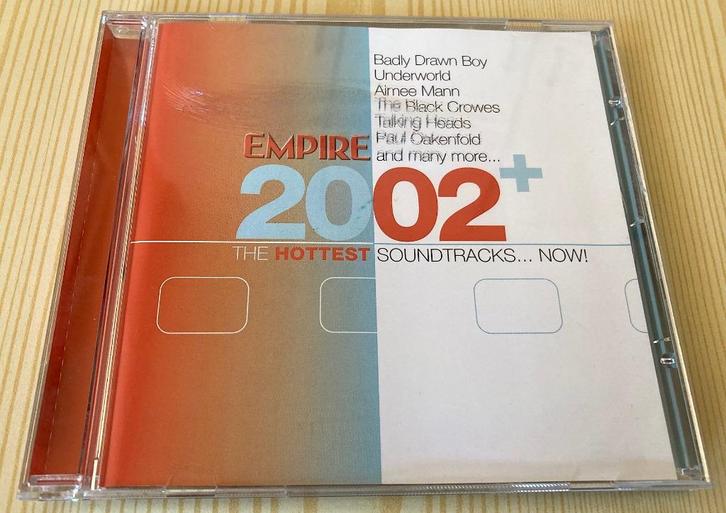 Badly Drawn Boy
Underworld
Aimee Mann
The Black Crowes
Talking Heads
Paul Oakenfold
and many more...
EMPIRE
2002+
THE HOTTEST SOUNDTRACKS... NOW!